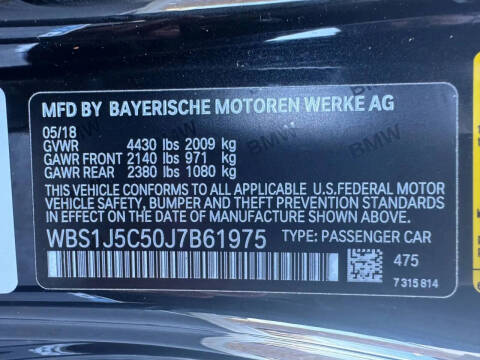 MFD BY BAYERISCHE MOTOREN WERKE AG
05/18
GVWR 4430 lbs 2009 kg
GAWR FRONT 2140 lbs 971 kg
GAWR REAR 2380 lbs 1080 kg
THIS VEHICLE CONFORMS TO ALL APPLICABLE U.S.FEDERAL MOTOR
VEHICLE SAFETY, BUMPER AND THEFT PREVENTION STANDARDS
IN EFFECT ON THE DATE OF MANUFACTURE SHOWN ABOVE.
WBS1J5C50J7B61975 TYPE: PASSENGER CAR
475
7 315 814
BMW
BMW